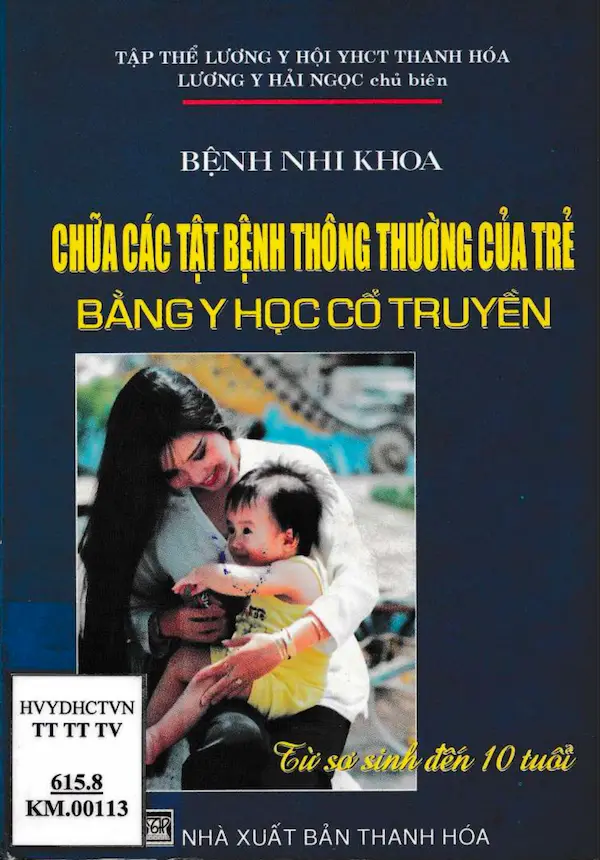 TẬP THỂ LƯƠNG Y HỘI YHCT THANH HÓA
LƯƠNG Y HẢI NGỌC chủ biên
BỆNH NHI KHOA
CHỮA CÁC TẬT BỆNH THÔNG THƯỜNG CỦA TRẺ
BẰNG Y HỌC CỔ TRUYỀN
Từ sơ sinh đến 10 tuổi
HVYDHCTVN
TT TT TV
615.8
KM.00113
NHÀ XUẤT BẢN THANH HÓA